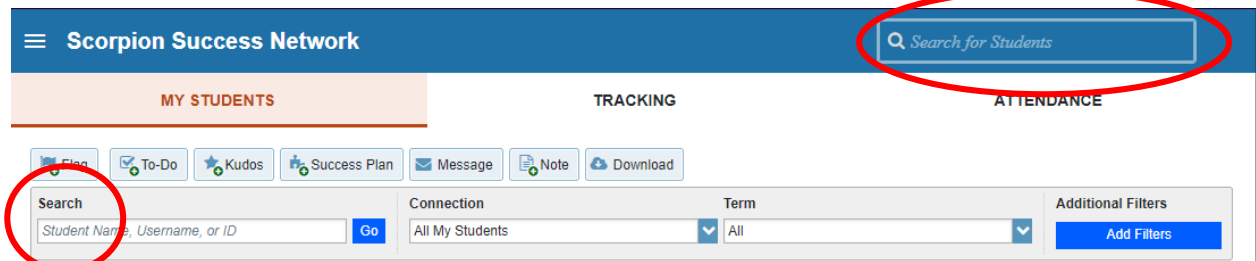 Scorpion Success Network
Search for Students
MY STUDENTS TRACKING ATTENDANCE
Flag To-Do Kudos Success Plan Message Note Download
Search Connection Term Additional Filters
Student Name, Username, or ID Go All My Students All Add Filters